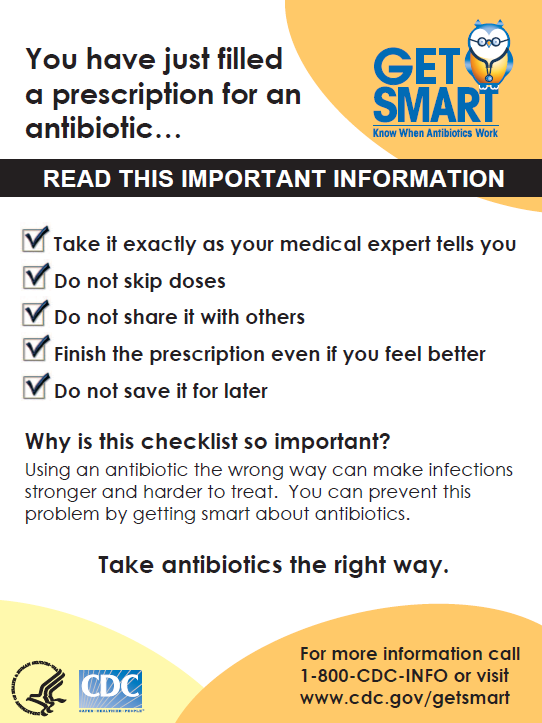 You have just filled
a prescription for an
antibiotic…
GET
SMART
Know When Antibiotics Work
READ THIS IMPORTANT INFORMATION
Take it exactly as your medical expert tells you
Do not skip doses
Do not share it with others
Finish the prescription even if you feel better
Do not save it for later
Why is this checklist so important?
Using an antibiotic the wrong way can make infections
stronger and harder to treat.  You can prevent this
problem by getting smart about antibiotics.
Take antibiotics the right way.
For more information call
1-800-CDC-INFO or visit
www.cdc.gov/getsmart
CDC